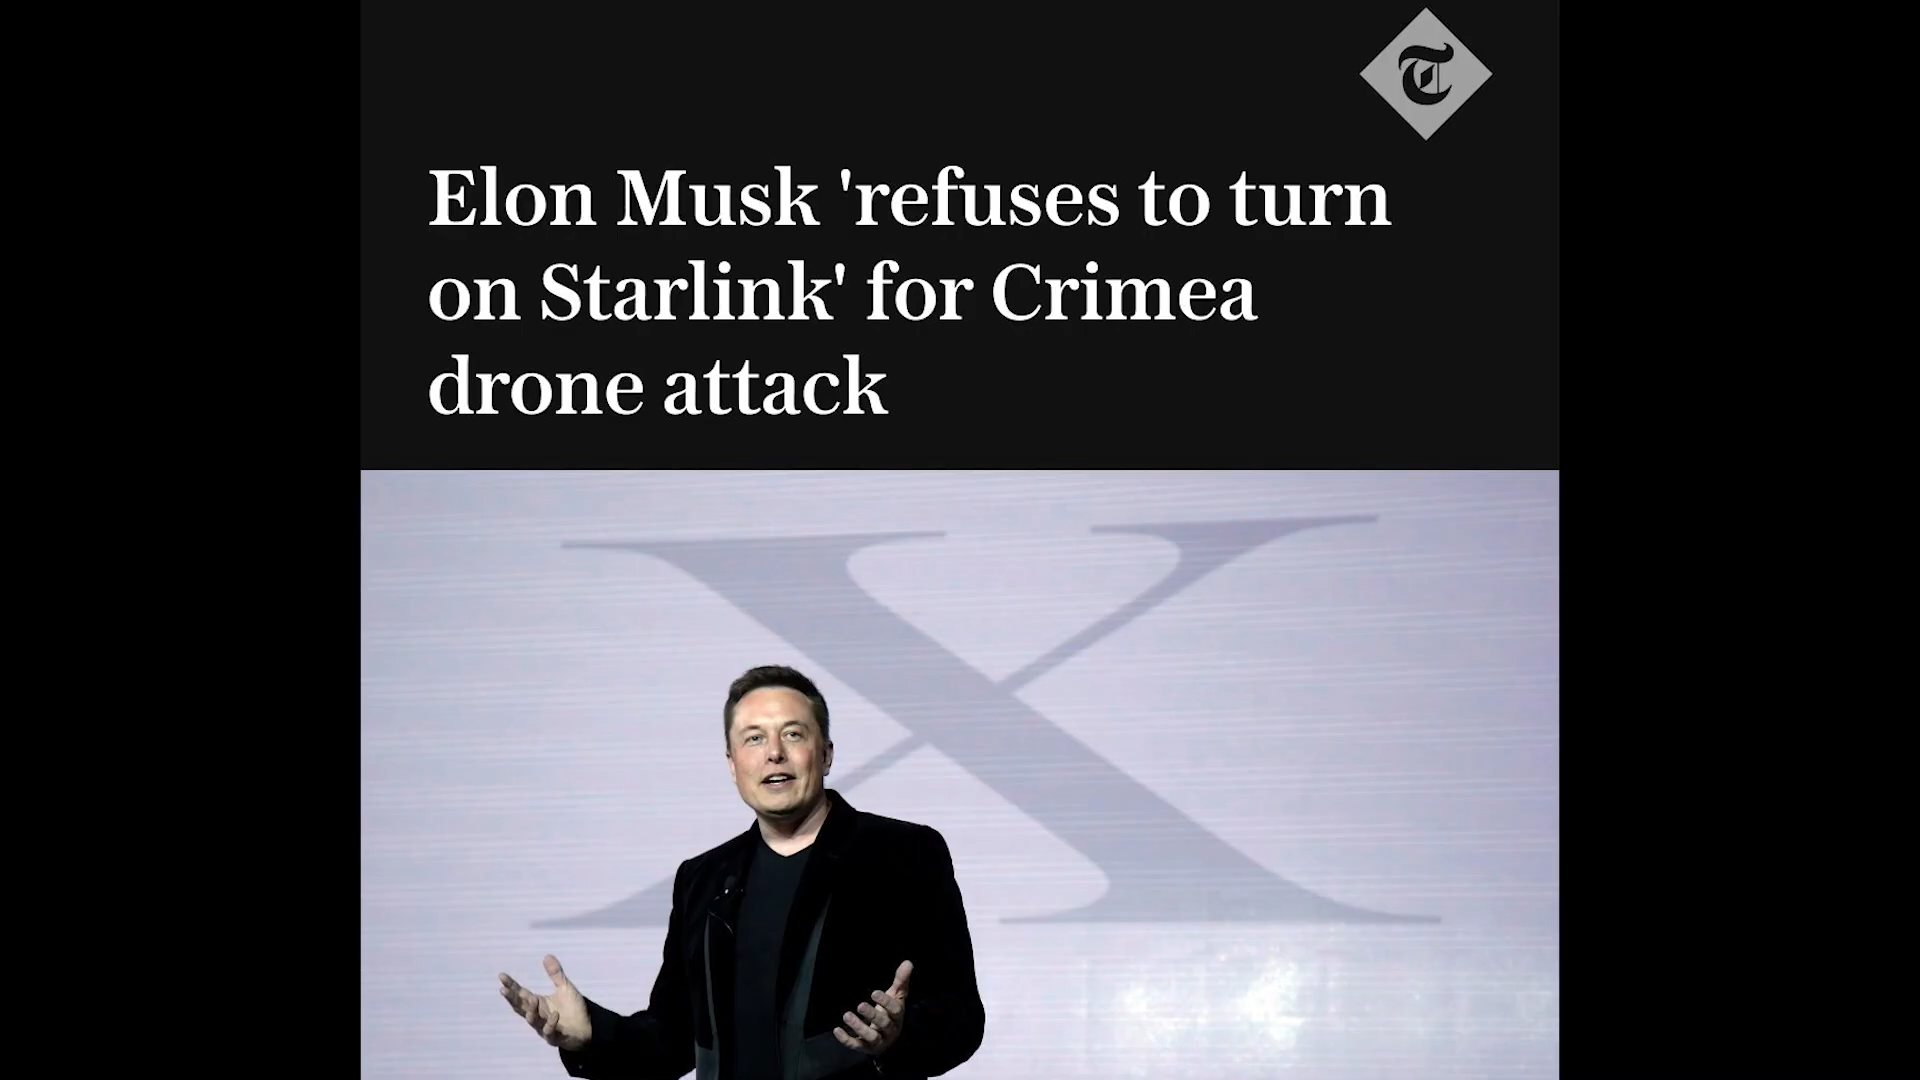 T
Elon Musk 'refuses to turn
on Starlink' for Crimea
drone attack
X